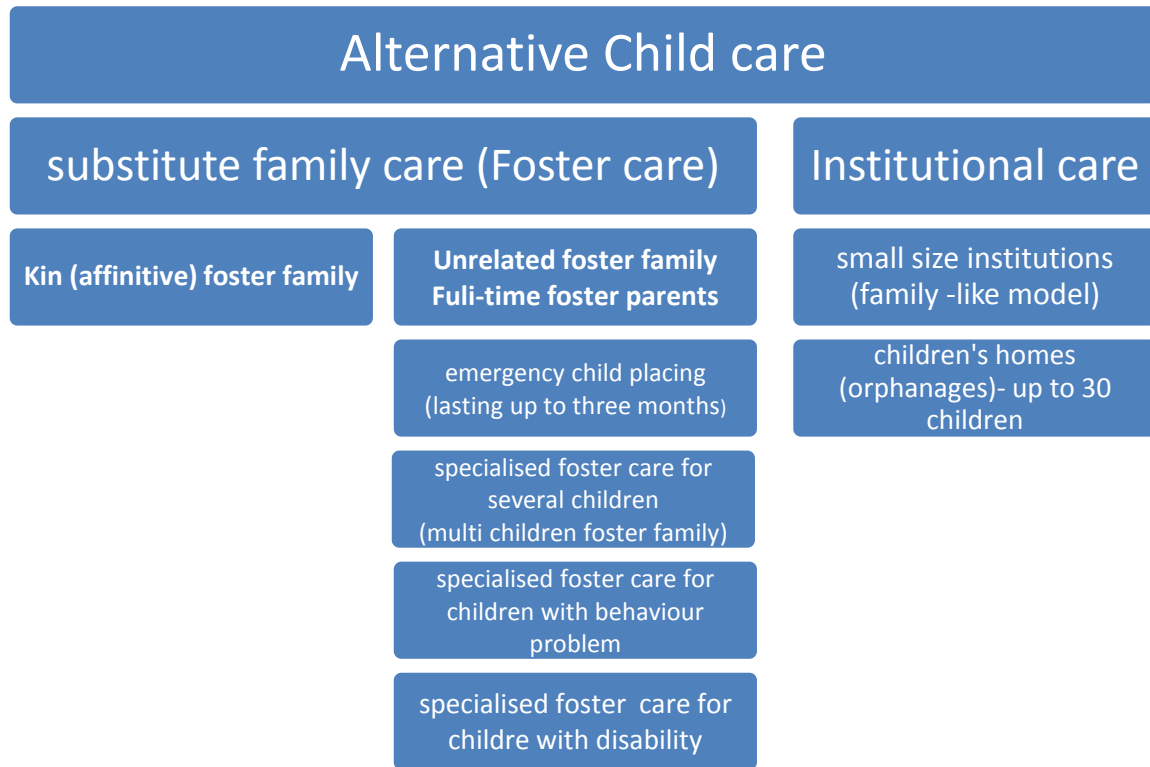 Alternative Child care
substitute family care (Foster care)
Institutional care
Kin (affinitive) foster family
Unrelated foster family
Fuli-time foster parents
small size institutions
(family -like model)
emergency child placing
(lasting up to three months)
children's homes
(orphanages)- up to 30
children
specialised foster care for
several children
(multi children foster family)
specialised foster care for
children with behaviour
problem
specialised foster  care for
childre with disability